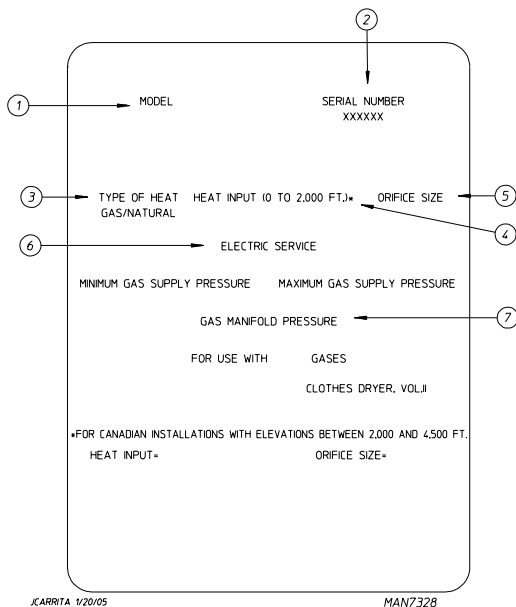 2
1
MODEL
SERIAL NUMBER
XXXXXX
3
TYPE OF HEAT HEAT INPUT (0 TO 2,000 FT.)* ORIFICE SIZE
5
GAS/NATURAL
4
6
ELECTRIC SERVICE
MINIMUM GAS SUPPLY PRESSURE MAXIMUM GAS SUPPLY PRESSURE
GAS MANIFOLD PRESSURE
7
FOR USE WITH GASES
CLOTHES DRYER, VOL.II
*FOR CANADIAN INSTALLATIONS WITH ELEVATIONS BETWEEN 2,000 AND 4,500 FT.
HEAT INPUT= ORIFICE SIZE=
JCARRITA 1/20/05 MAN7328